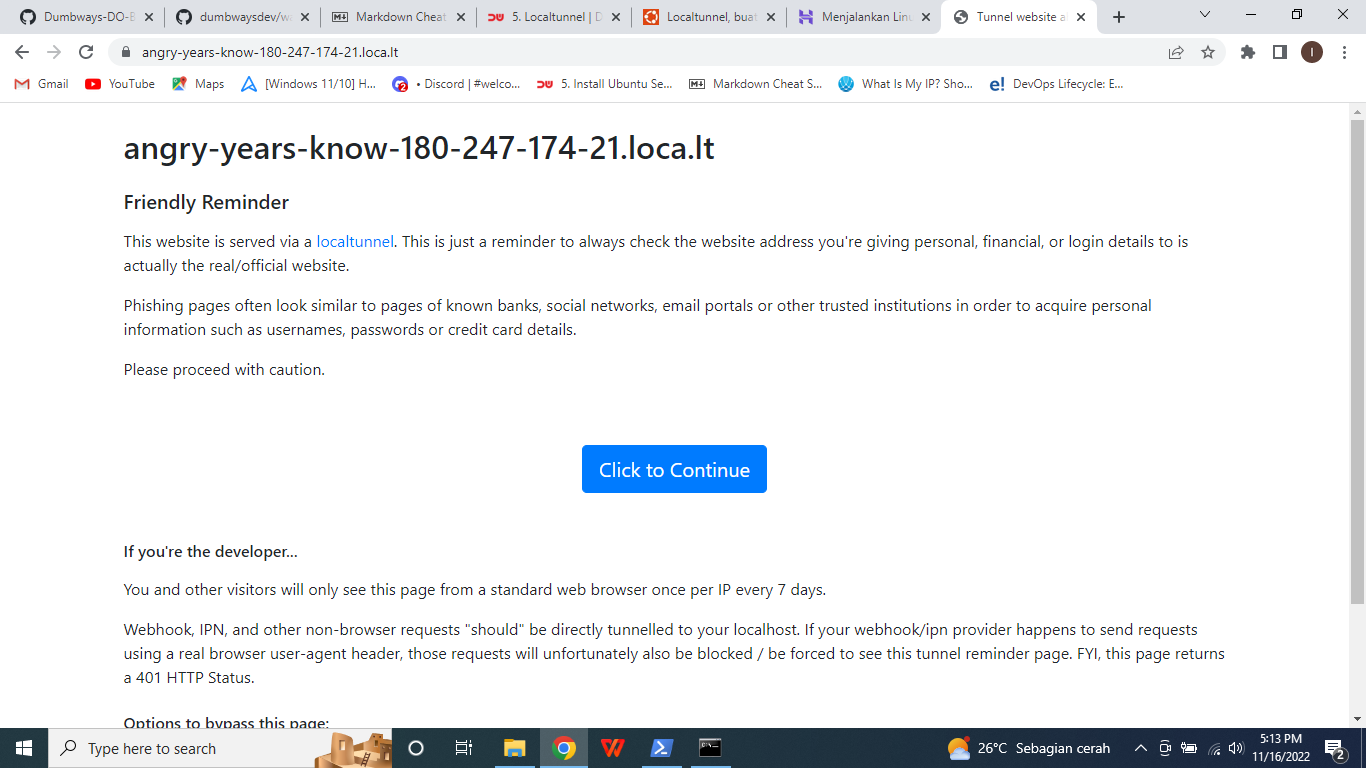 Dumbways-DO-B
dumbwaysdev/wa
Markdown Cheat
5. Localtunnel | D
Localtunnel, buat
Menjalankan Linu
Tunnel website a
angry-years-know-180-247-174-21.loca.lt
I
Gmail
YouTube
Maps
[Windows 11/10] H...
2
• Discord | #welco...
5. Install Ubuntu Se...
Markdown Cheat S...
What Is My IP? Sho...
e!
DevOps Lifecycle: E...
angry-years-know-180-247-174-21.loca.lt
Friendly Reminder
This website is served via a localtunnel. This is just a reminder to always check the website address you're giving personal, financial, or login details to is
actually the real/official website.
Phishing pages often look similar to pages of known banks, social networks, email portals or other trusted institutions in order to acquire personal
information such as usernames, passwords or credit card details.
Please proceed with caution.
Click to Continue
If you're the developer...
You and other visitors will only see this page from a standard web browser once per IP every 7 days.
Webhook, IPN, and other non-browser requests "should" be directly tunnelled to your localhost. If your webhook/ipn provider happens to send requests
using a real browser user-agent header, those requests will unfortunately also be blocked / be forced to see this tunnel reminder page. FYI, this page returns
a 401 HTTP Status.
Options to bypass this page:
Type here to search
26°C Sebagian cerah
5:13 PM
11/16/2022
2